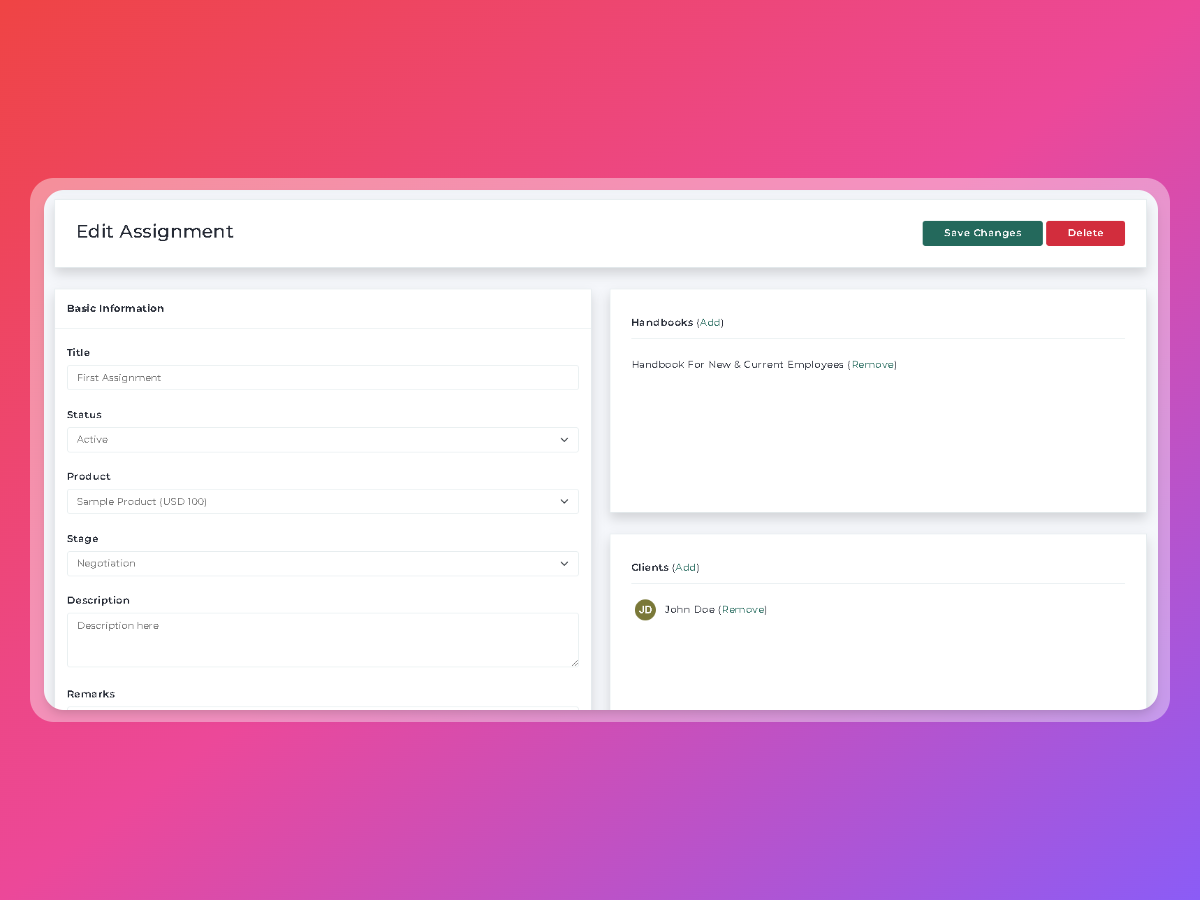 Edit Assignment
Save Changes
Delete
Basic Information
Title
First Assignment
Status
Active
Product
Sample Product (USD 100)
Stage
Negotiation
Description
Description here
Remarks
Handbooks (Add)
Handbook For New & Current Employees (Remove)
Clients (Add)
JD John Doe (Remove)